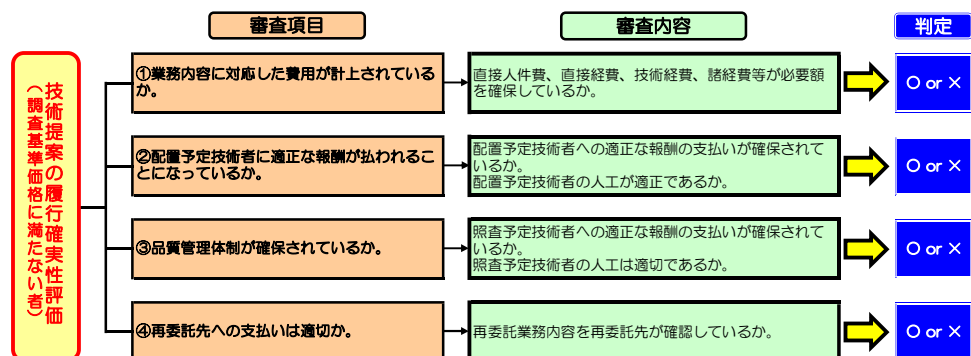 審査項目
審査内容
判定
技術提案の履行確実性評価
（調査基準価格に満たない者）
①業務内容に対応した費用が計上されている
か。
直接人件費、直接経費、技術経費、諸経費等が必要額
を確保しているか。
○ or ×
②配置予定技術者に適正な報酬が払われるこ
とになっているか。
配置予定技術者への適正な報酬の支払いが確保されて
いるか。
配置予定技術者の人工が適正であるか。
○ or ×
③品質管理体制が確保されているか。
照査予定技術者への適正な報酬の支払いが確保されて
いるか。
照査予定技術者の人工は適切であるか。
○ or ×
④再委託先への支払いは適切か。
再委託業務内容を再委託先が確認しているか。
○ or ×